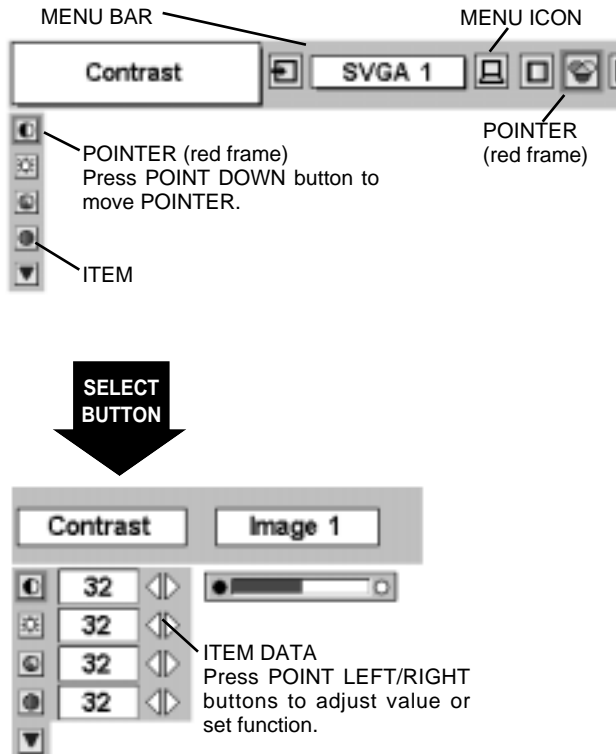 MENU BAR
MENU ICON
Contrast
SVGA 1
POINTER
(red frame)
POINTER (red frame)
Press POINT DOWN button to
move POINTER.
ITEM
SELECT
BUTTON
Contrast
Image 1
32
32
32
32
ITEM DATA
Press POINT LEFT/RIGHT
buttons to adjust value or
set function.